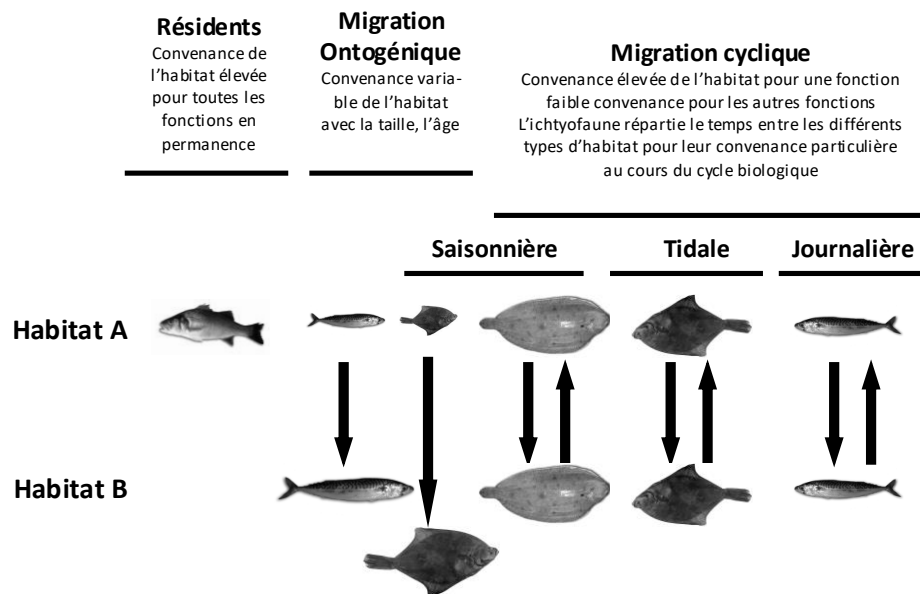 Résidents
Convenance de
l'habitat élevée
pour toutes les
fonctions en
permanence
Migration
Ontogénique
Convenance varia-
ble de l'habitat
avec la taille, l'âge
Migration cyclique
Convenance élevée de l'habitat pour une fonction
faible convenance pour les autres fonctions
L'ichtyofaune répartie le temps entre les différents
types d'habitat pour leur convenance particulière
au cours du cycle biologique
Saisonnière
Tidale
Journalière
Habitat A
Habitat B